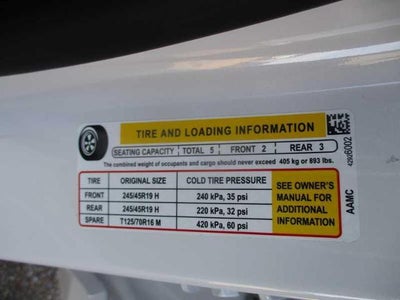 TIRE AND LOADING INFORMATION
SEATING CAPACITY TOTAL 5 FRONT 2 REAR 3
The combined weight of occupants and cargo should never exceed 405 kg or 893 lbs.
TIRE ORIGINAL SIZE COLD TIRE PRESSURE
FRONT 245/45R19 H 240 kPa, 35 psi
REAR 245/45R19 H 220 kPa, 32 psi
SPARE T125/70R16 M 420 kPa, 60 psi
SEE OWNER'S
MANUAL FOR
ADDITIONAL
INFORMATION
AAMC